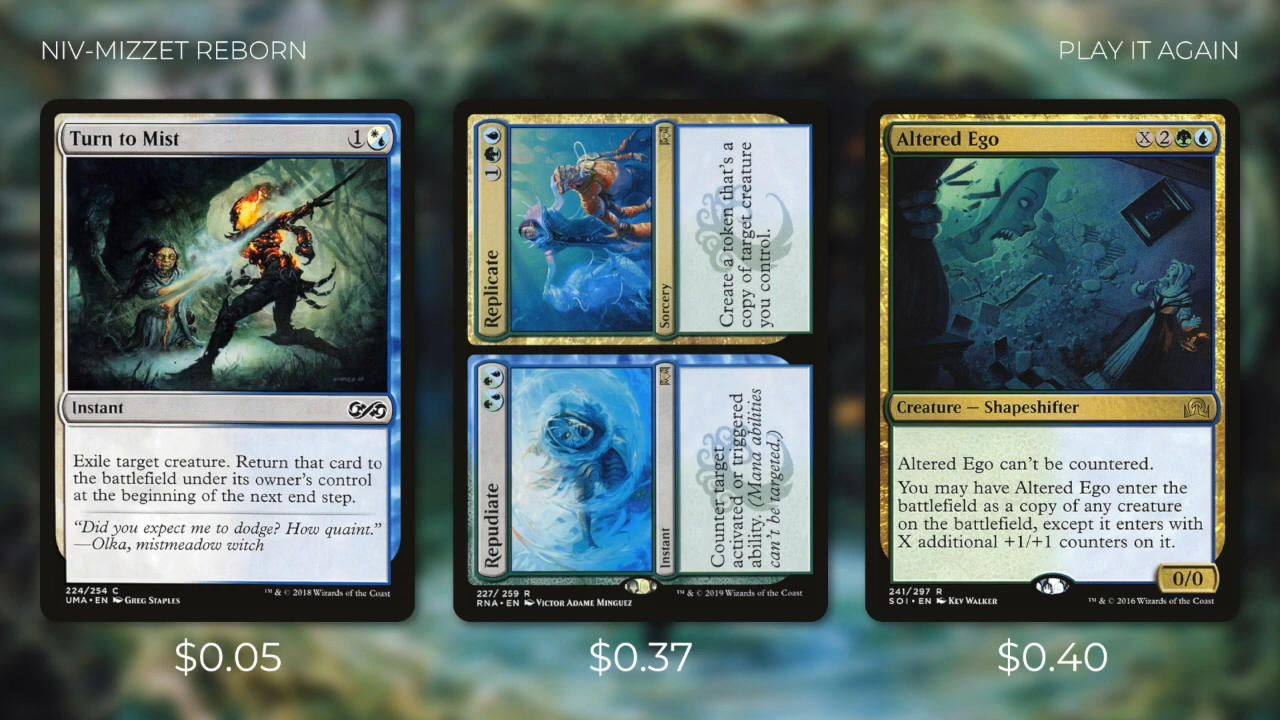 NIV-MIZZET REBORN
PLAY IT AGAIN
Turn to Mist
1
Instant
Exile target creature. Return that card to
the battlefield under its owner's control
at the beginning of the next end step.
“Did you expect me to dodge? How quaint.”
—Olka, mistmeadow witch
224/254 C
UMA • EN Greg Staples
™ & © 2018 Wizards of the Coast
$0.05
Replicate
1
Sorcery
Create a token that's a
copy of target creature
you control.
Repudiate
Instant
Counter target
activated or triggered
ability. (Mana abilities
can't be targeted.)
227/ 259 R
RNA • EN Victor Adame Minguez
™ & © 2019 Wizards of the Coast
$0.37
Altered Ego
X 2
Creature — Shapeshifter
Altered Ego can't be countered.
You may have Altered Ego enter the
battlefield as a copy of any creature
on the battlefield, except it enters with
X additional +1/+1 counters on it.
0/0
241/297 R
SOI • EN Kev Walker
™ & © 2016 Wizards of the Coast
$0.40